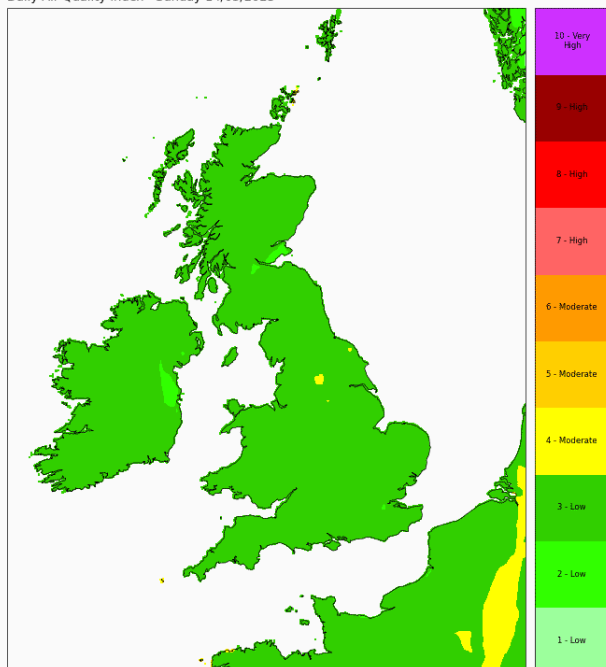 10 - Very
High
9 - High
8 - High
7 - High
6 - Moderate
5 - Moderate
4 - Moderate
3 - Low
2 - Low
1 - Low